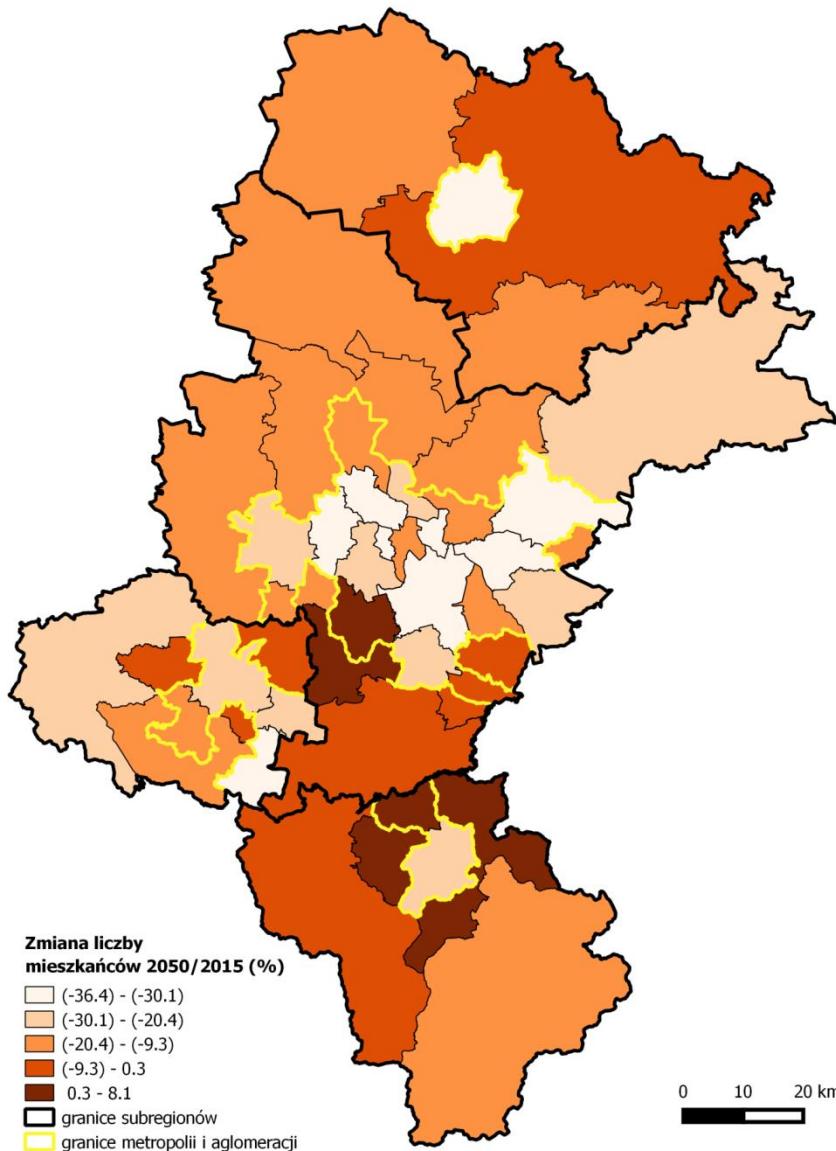 Zmiana liczby
mieszkańców 2050/2015 (%)
(-36.4) - (-30.1)
(-30.1) - (-20.4)
(-20.4) - (-9.3)
(-9.3) - 0.3
0.3 - 8.1
granice subregionów
granice metropolii i aglomeracji
0 10 20 km